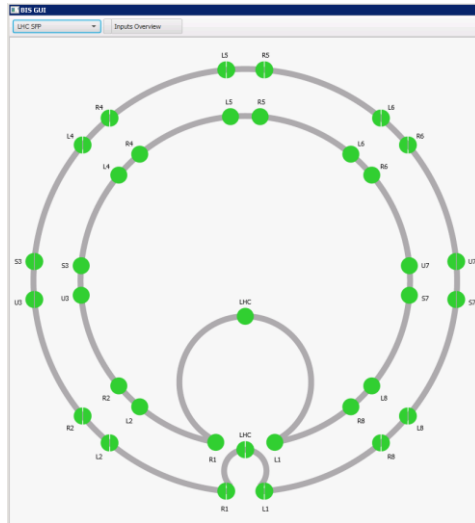 BIS GUI
LHC SPP Inputs Overview
L5 R5
R4 L6
L5 R5
L4 R6
R4 L6
L4 R6
S3 S3 U7 U7
U3 U3 S7 S7
LHC
R2 L8
R2 L2 R8 L8
L2 R1 LHC L1 R8
R1 L1